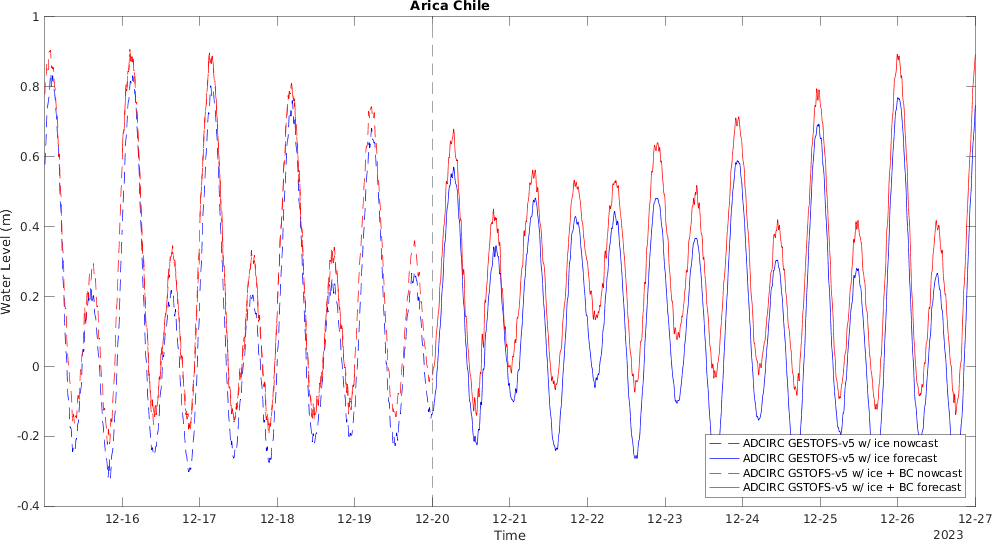 Arica Chile
1
0.8
0.6
0.4
0.2
0
-0.2
-0.4
Water Level (m)
12-16 12-17 12-18 12-19 12-20 12-21 12-22 12-23 12-24 12-25 12-26 12-27
Time
2023
ADCIRC GESTOFS-v5 w/ ice nowcast
ADCIRC GESTOFS-v5 w/ ice forecast
ADCIRC GSTOFS-v5 w/ ice + BC nowcast
ADCIRC GSTOFS-v5 w/ ice + BC forecast